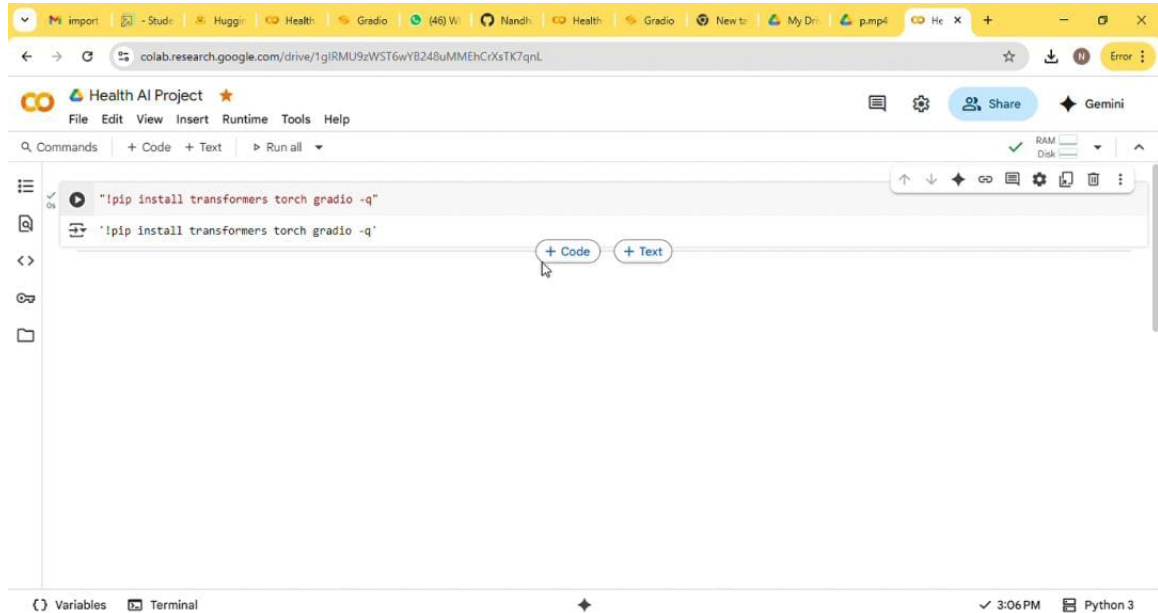 import - Stude Huggin Health Gradio (46) W Nandh Health Gradio New ta My Dri p.mp4 He
colab.research.google.com/drive/1gIRMU9zWST6wYB248uMMEhCrXsTK7qnL N Error
CO Health AI Project Share Gemini
File Edit View Insert Runtime Tools Help
Commands + Code + Text Run all RAM
Disk
0s "!pip install transformers torch gradio -q"
'!pip install transformers torch gradio -q'
+ Code + Text
{} Variables Terminal ✓ 3:06 PM Python 3